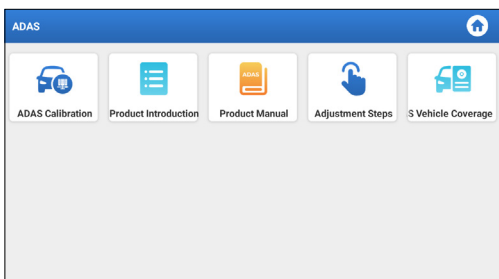 ADAS
ADAS
ADAS Calibration
Product Introduction
Product Manual
Adjustment Steps
S Vehicle Coverage